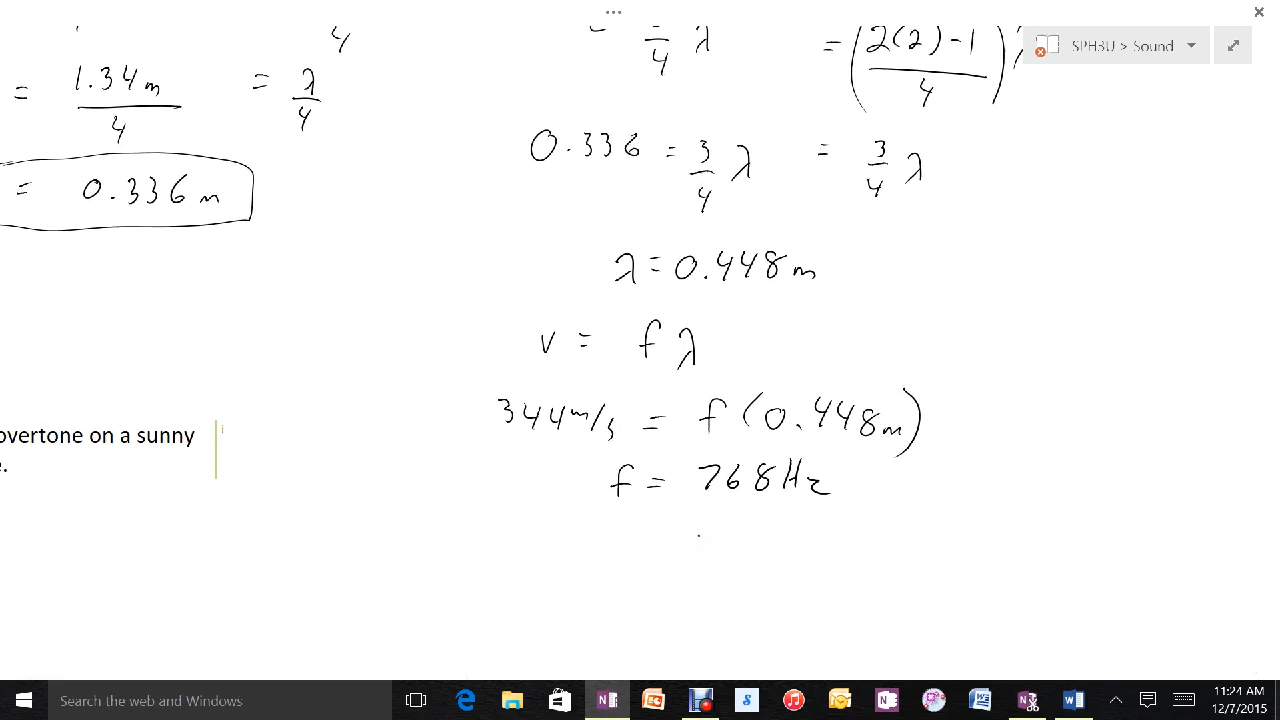 SPH3U > Sound
4
= 1.34 m / 4 = λ / 4
= 0.336 m
/ 4 λ = ( 2(2) - 1 / 4 ) λ
0.336 = 3/4 λ = 3/4 λ
λ = 0.448 m
v = f λ
344 m/s = f (0.448 m)
f = 768 Hz
overtone on a sunny
e.
Search the web and Windows
11:24 AM
12/7/2015